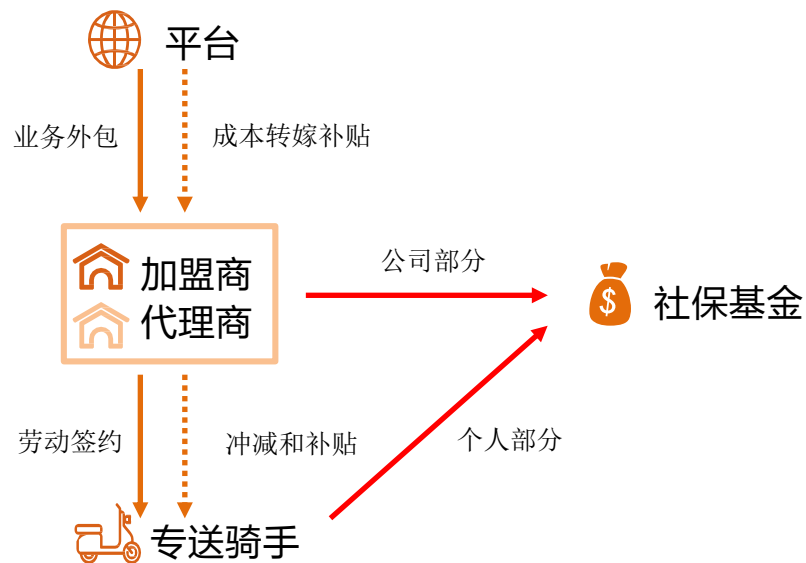 平台
业务外包
成本转嫁补贴
加盟商
代理商
公司部分
$
社保基金
劳动签约
冲减和补贴
个人部分
专送骑手